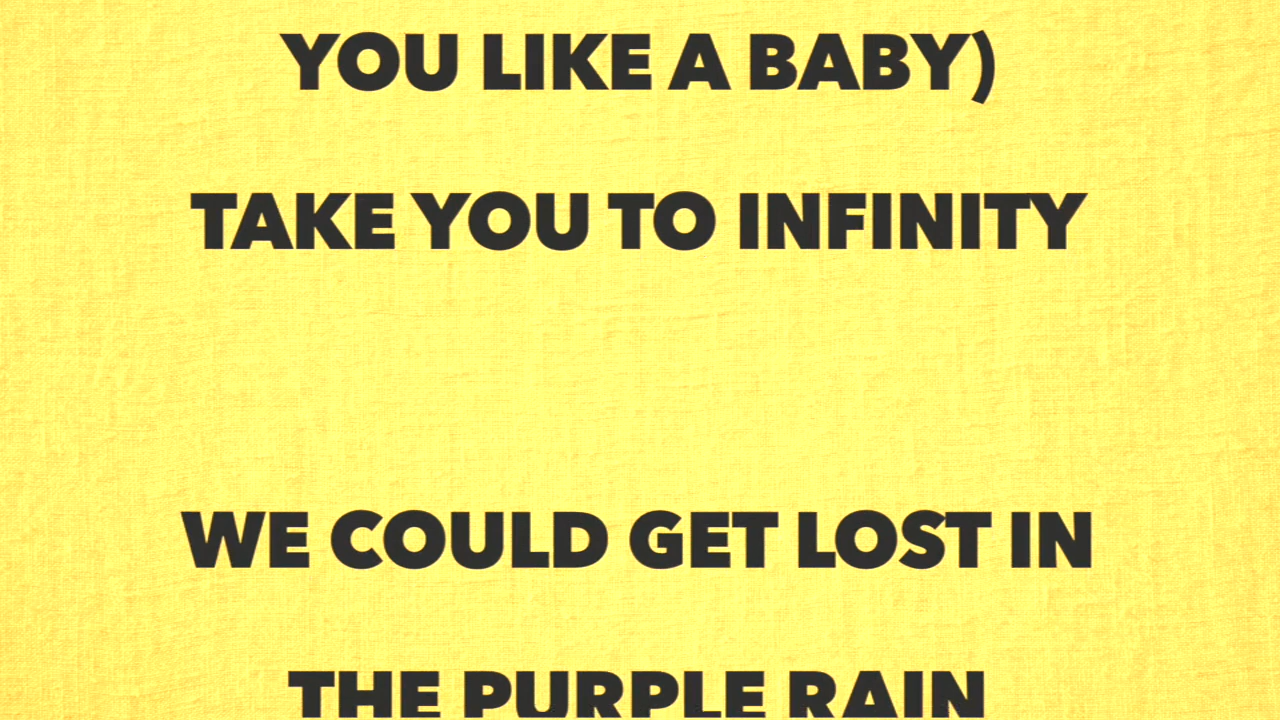 YOU LIKE A BABY)
TAKE YOU TO INFINITY
WE COULD GET LOST IN
THE PURPLE RAIN